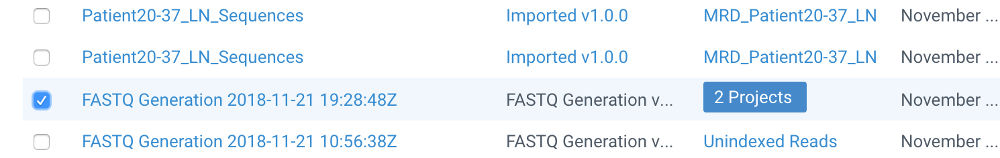 Patient20-37_LN_Sequences Imported v1.0.0 MRD_Patient20-37_LN November ...
Patient20-37_LN_Sequences Imported v1.0.0 MRD_Patient20-37_LN November ...
FASTQ Generation 2018-11-21 19:28:48Z FASTQ Generation v... 2 Projects November ...
FASTQ Generation 2018-11-21 10:56:38Z FASTQ Generation v... Unindexed Reads November ...